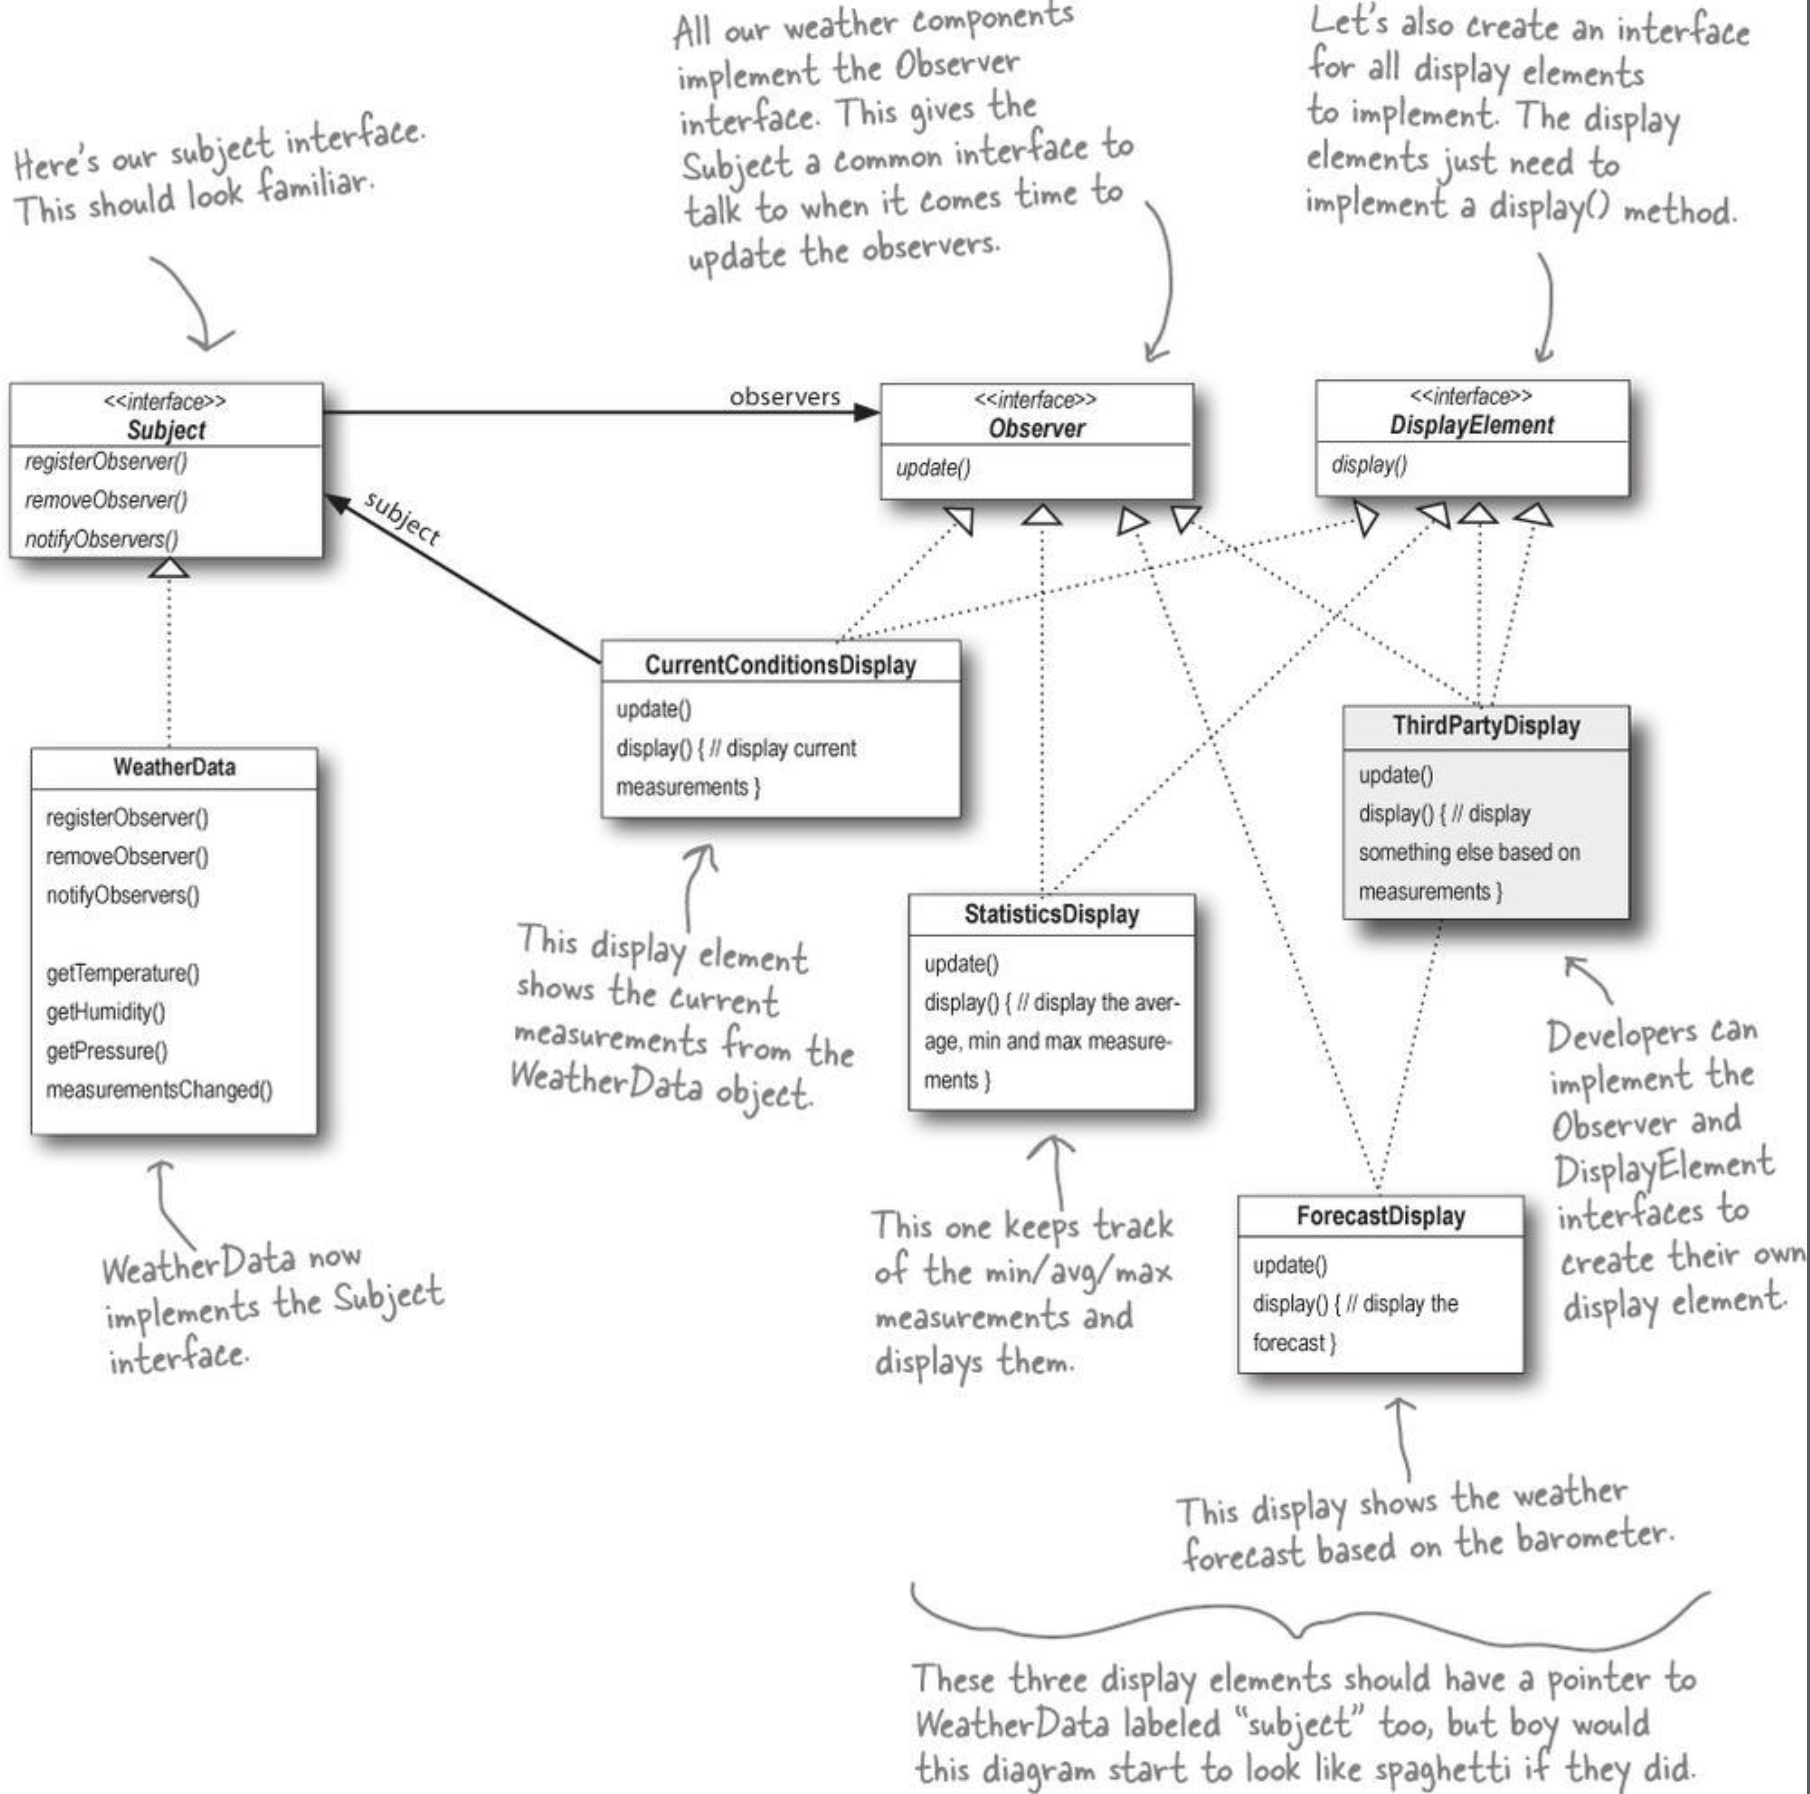 Here's our subject interface.
This should look familiar.
All our weather components
implement the Observer
interface. This gives the
Subject a common interface to
talk to when it comes time to
update the observers.
Let's also create an interface
for all display elements
to implement. The display
elements just need to
implement a display() method.
<<interface>>
Subject
registerObserver()
removeObserver()
notifyObservers()
observers
subject
<<interface>>
Observer
update()
<<interface>>
DisplayElement
display()
WeatherData
registerObserver()
removeObserver()
notifyObservers()
getTemperature()
getHumidity()
getPressure()
measurementsChanged()
WeatherData now
implements the Subject
interface.
CurrentConditionsDisplay
update()
display() { // display current
measurements }
This display element
shows the current
measurements from the
WeatherData object.
StatisticsDisplay
update()
display() { // display the aver-
age, min and max measure-
ments }
This one keeps track
of the min/avg/max
measurements and
displays them.
ThirdPartyDisplay
update()
display() { // display
something else based on
measurements }
Developers can
implement the
Observer and
DisplayElement
interfaces to
create their own
display element.
ForecastDisplay
update()
display() { // display the
forecast }
This display shows the weather
forecast based on the barometer.
These three display elements should have a pointer to
WeatherData labeled “subject” too, but boy would
this diagram start to look like spaghetti if they did.